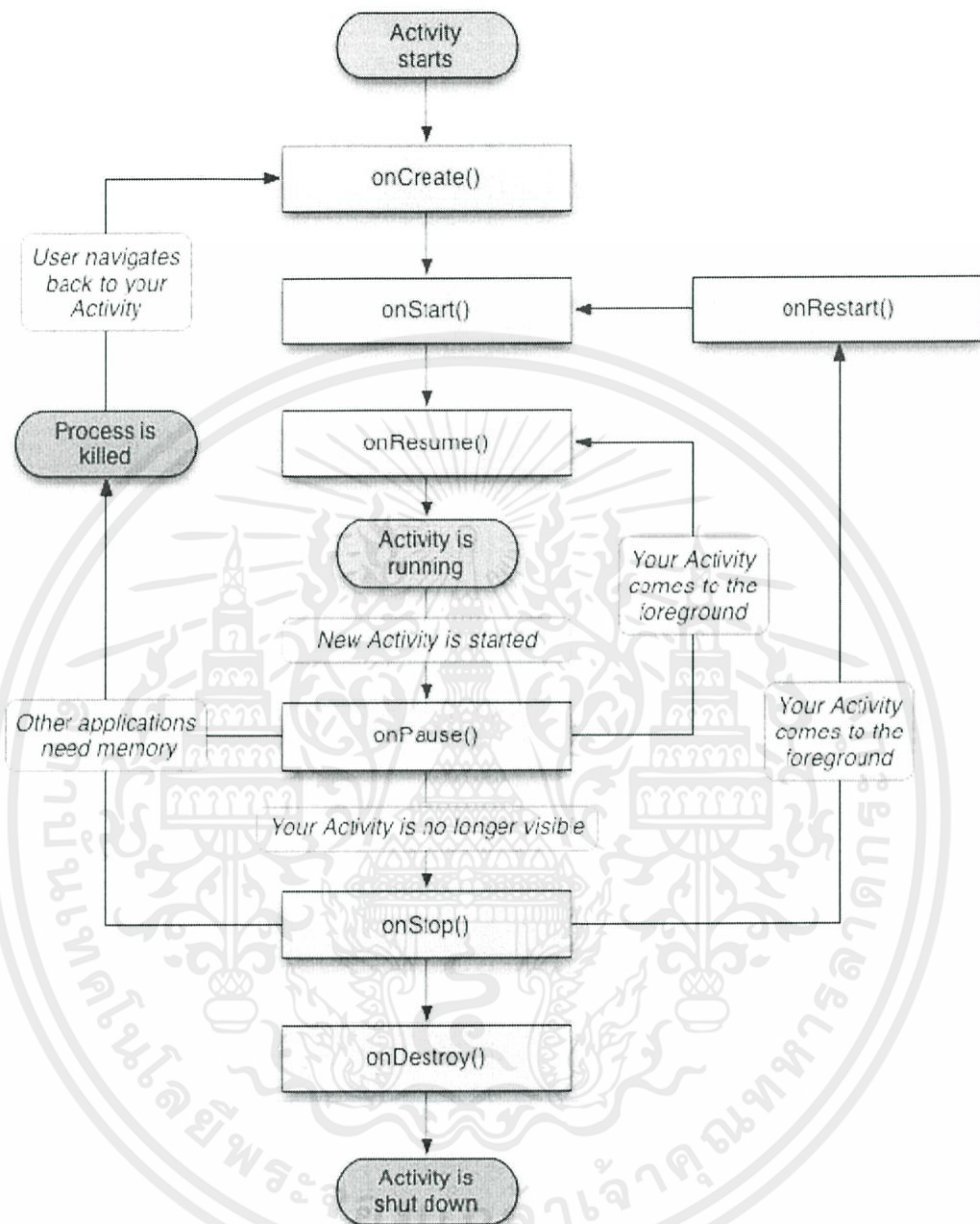 Activity
starts
onCreate()
User navigates
back to your
Activity
onStart()
onRestart()
Process is
killed
onResume()
Activity is
running
Your Activity
comes to the
foreground
New Activity is started
Other applications
need memory
onPause()
Your Activity
comes to the
foreground
Your Activity is no longer visible
onStop()
onDestroy()
Activity is
shut down